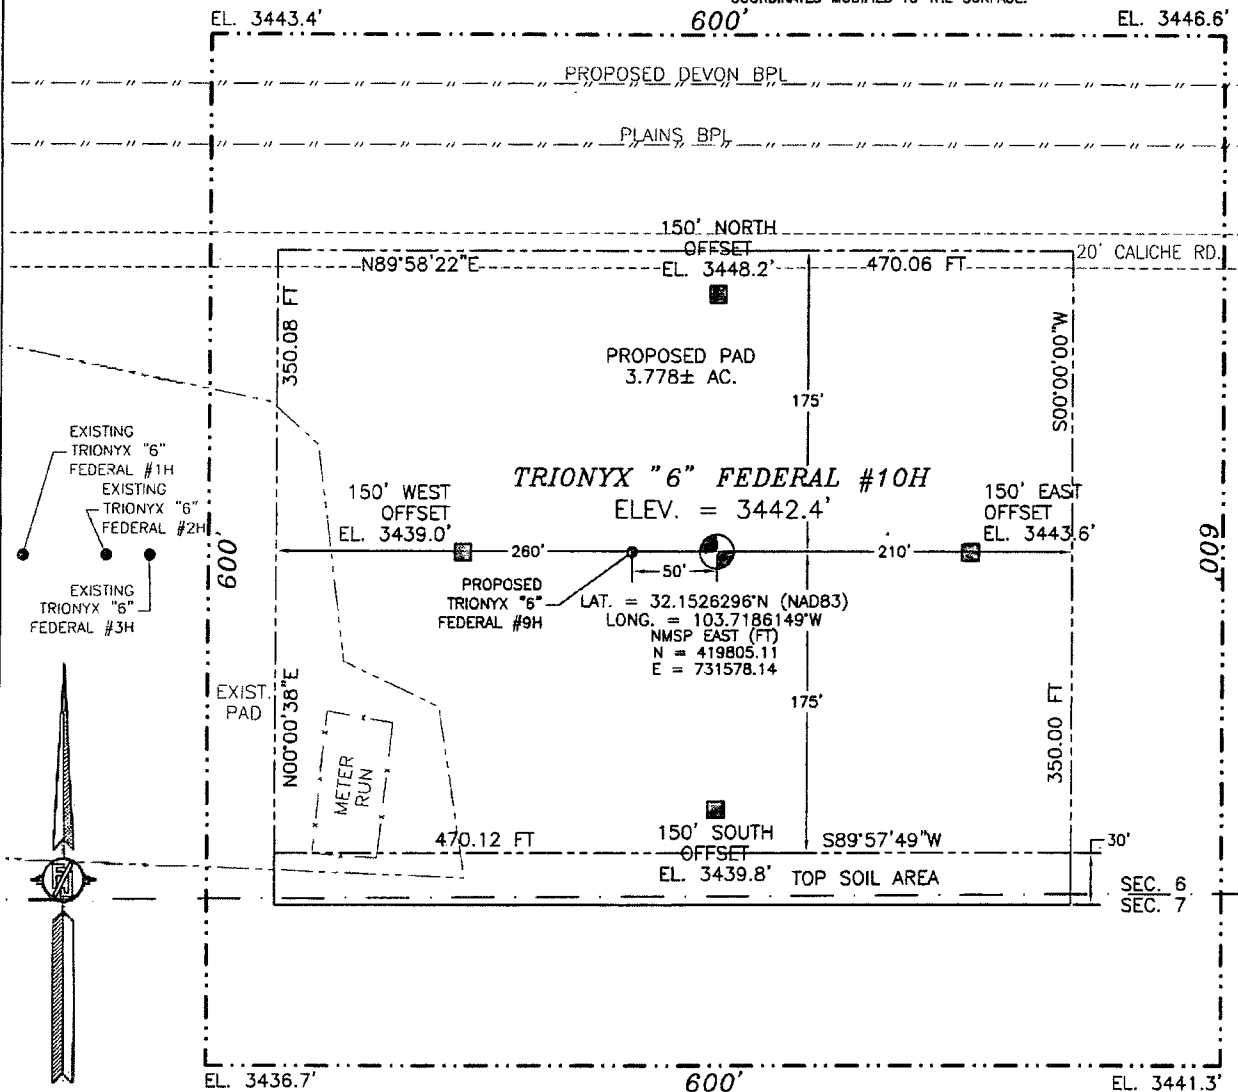 COORDINATES MODIFIED TO THE SURFACE.
EL. 3443.4'
600'
EL. 3446.6'
PROPOSED DEVON BPL
PLAINS BPL
150' NORTH
OFFSET
EL. 3448.2'
N89°58'22"E
470.06 FT
20' CALICHE RD.
350.08 FT
S00°00'00"W
PROPOSED PAD
3.778± AC.
175'
EXISTING
TRIONYX "6"
FEDERAL #1H
EXISTING
TRIONYX "6"
FEDERAL #2H
EXISTING
TRIONYX "6"
FEDERAL #3H
600'
TRIONYX "6" FEDERAL #10H
ELEV. = 3442.4'
150' WEST
OFFSET
EL. 3439.0'
150' EAST
OFFSET
EL. 3443.6'
600'
260'
210'
50'
PROPOSED
TRIONYX "6"
FEDERAL #9H
LAT. = 32.1526296°N (NAD83)
LONG. = 103.7186149°W
NMSP EAST (FT)
N = 419805.11
E = 731578.14
175'
EXIST.
PAD
N00°00'38"E
METER
RUN
350.00 FT
470.12 FT
150' SOUTH
OFFSET
EL. 3439.8'
S89°57'49"W
30'
TOP SOIL AREA
SEC. 6
SEC. 7
EL. 3436.7'
600'
EL. 3441.3'